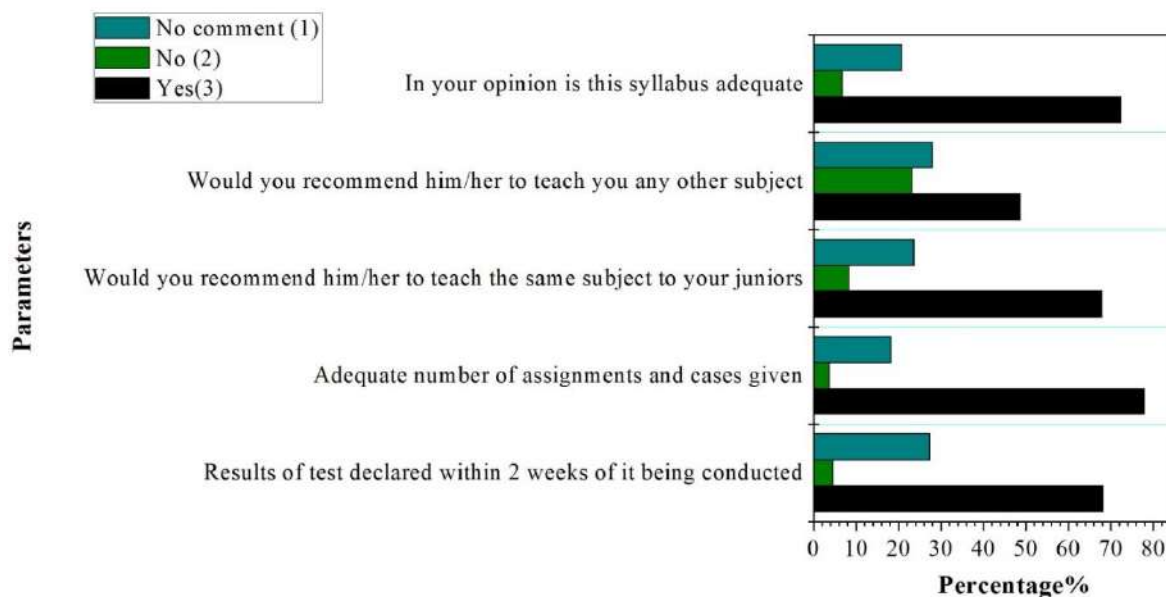 No comment (1)
No (2)
Yes(3)
In your opinion is this syllabus adequate
Would you recommend him/her to teach you any other subject
Would you recommend him/her to teach the same subject to your juniors
Adequate number of assignments and cases given
Results of test declared within 2 weeks of it being conducted
Parameters
0 10 20 30 40 50 60 70 80
Percentage%